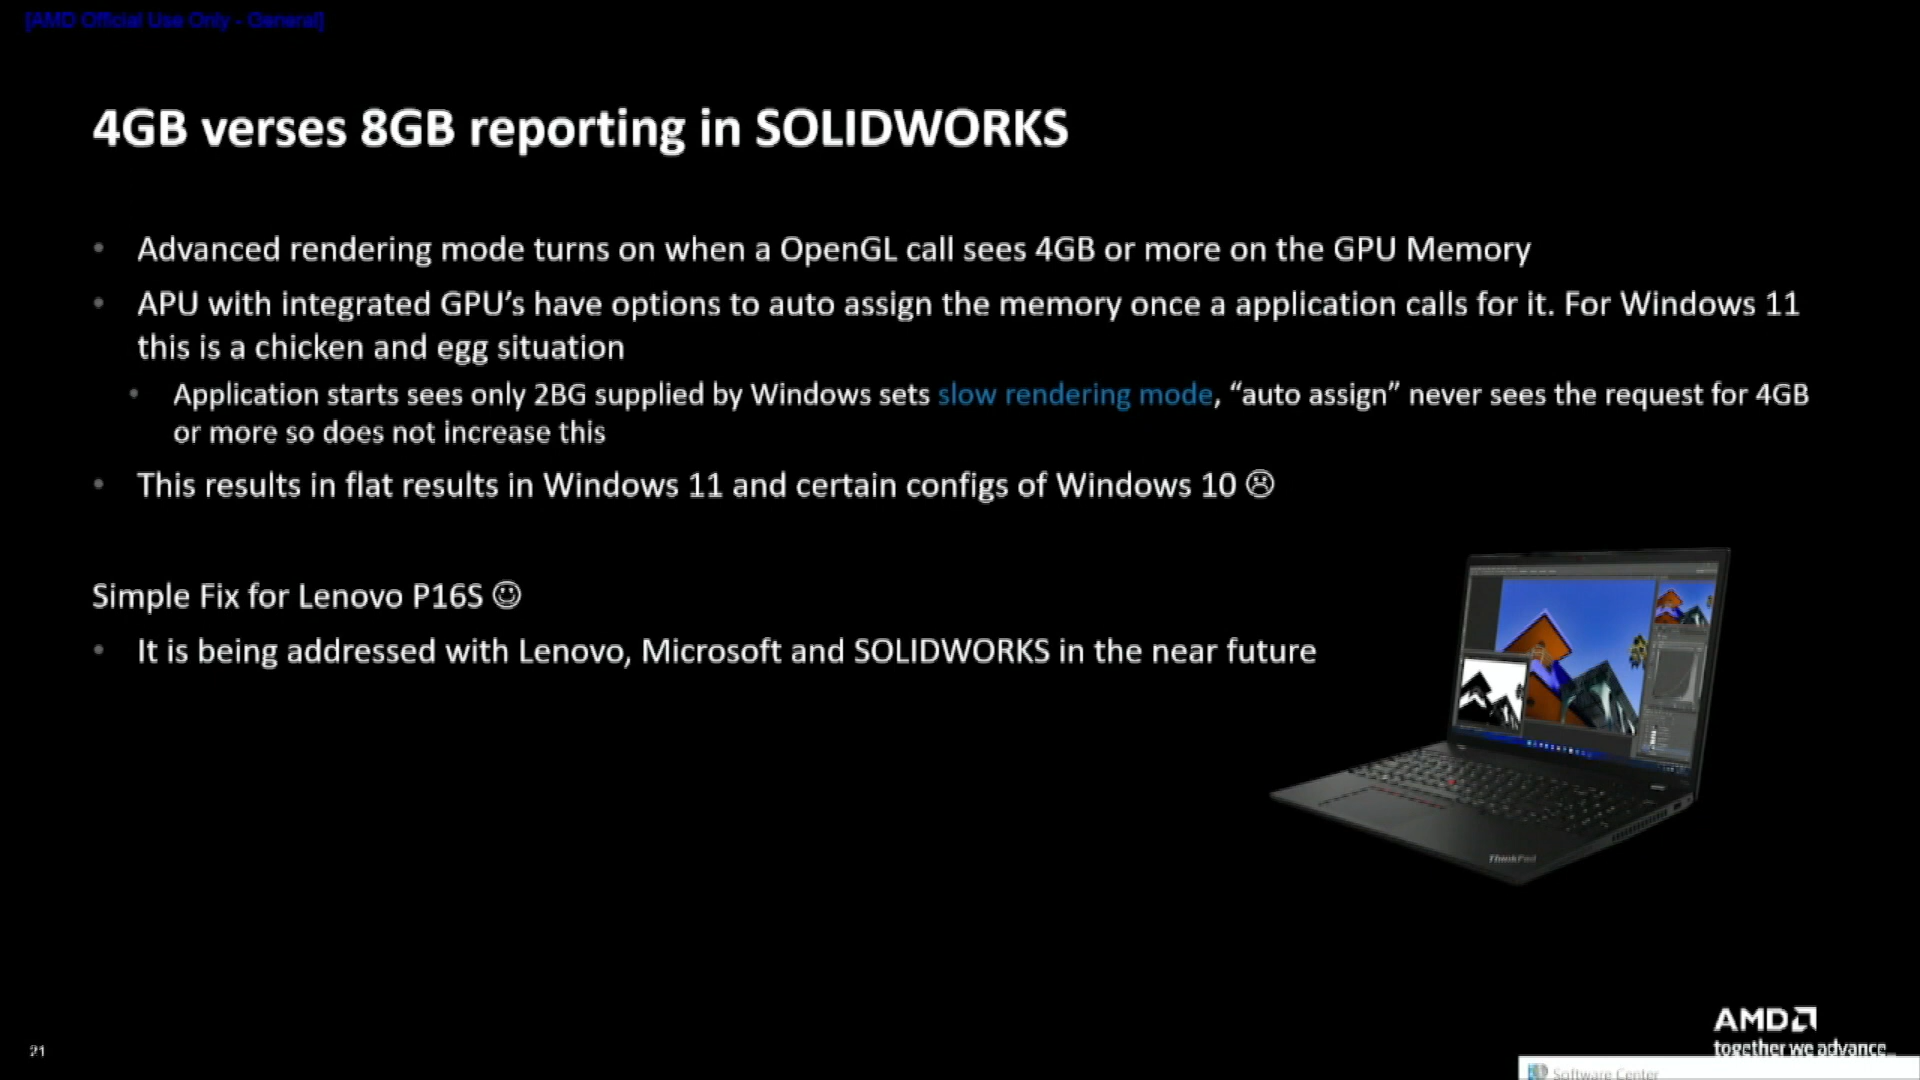 [AMD Official Use Only - General]
4GB verses 8GB reporting in SOLIDWORKS
• Advanced rendering mode turns on when a OpenGL call sees 4GB or more on the GPU Memory
• APU with integrated GPU’s have options to auto assign the memory once a application calls for it. For Windows 11
this is a chicken and egg situation
• Application starts sees only 2BG supplied by Windows sets slow rendering mode, “auto assign” never sees the request for 4GB
or more so does not increase this
• This results in flat results in Windows 11 and certain configs of Windows 10 ☹
Simple Fix for Lenovo P16S ☺
• It is being addressed with Lenovo, Microsoft and SOLIDWORKS in the near future
ThinkPad
AMD
together we advance_
21
Software Center